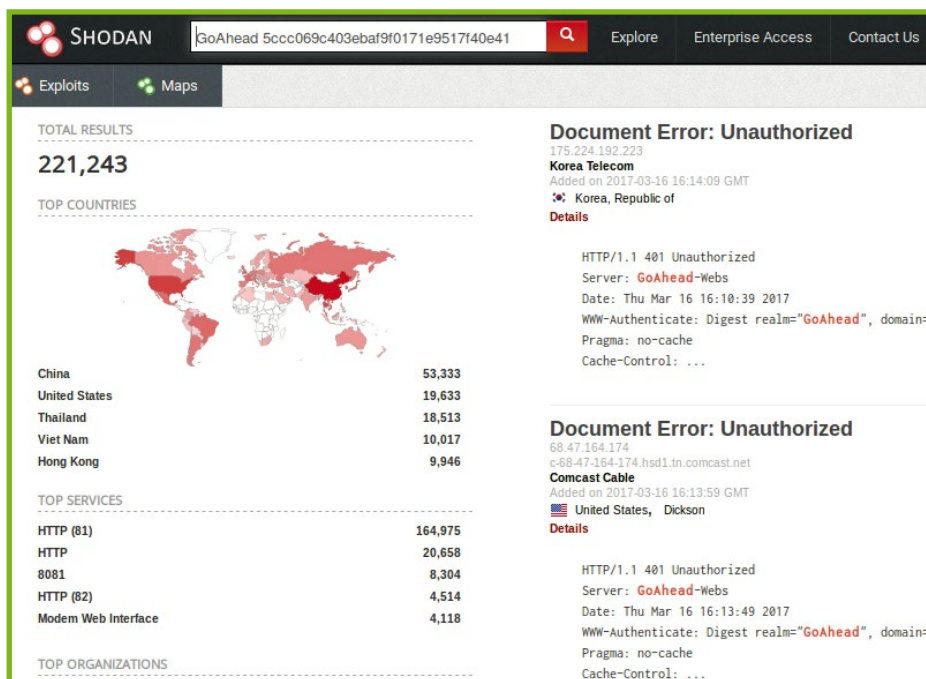 SHODAN
GoAhead 5ccc069c403ebaf9f0171e9517f40e41
Explore
Enterprise Access
Contact Us
Exploits
Maps
TOTAL RESULTS
221,243
TOP COUNTRIES
China 53,333
United States 19,633
Thailand 18,513
Viet Nam 10,017
Hong Kong 9,946
TOP SERVICES
HTTP (81) 164,975
HTTP 20,658
8081 8,304
HTTP (82) 4,514
Modem Web Interface 4,118
TOP ORGANIZATIONS
Document Error: Unauthorized
175.224.192.223
Korea Telecom
Added on 2017-03-16 16:14:09 GMT
Korea, Republic of
Details
HTTP/1.1 401 Unauthorized
Server: GoAhead-Webs
Date: Thu Mar 16 16:10:39 2017
WWW-Authenticate: Digest realm="GoAhead", domain=
Pragma: no-cache
Cache-Control: ...
Document Error: Unauthorized
68.47.164.174
c-68-47-164-174.hsd1.tn.comcast.net
Comcast Cable
Added on 2017-03-16 16:13:59 GMT
United States, Dickson
Details
HTTP/1.1 401 Unauthorized
Server: GoAhead-Webs
Date: Thu Mar 16 16:13:49 2017
WWW-Authenticate: Digest realm="GoAhead", domain=
Pragma: no-cache
Cache-Control: ...